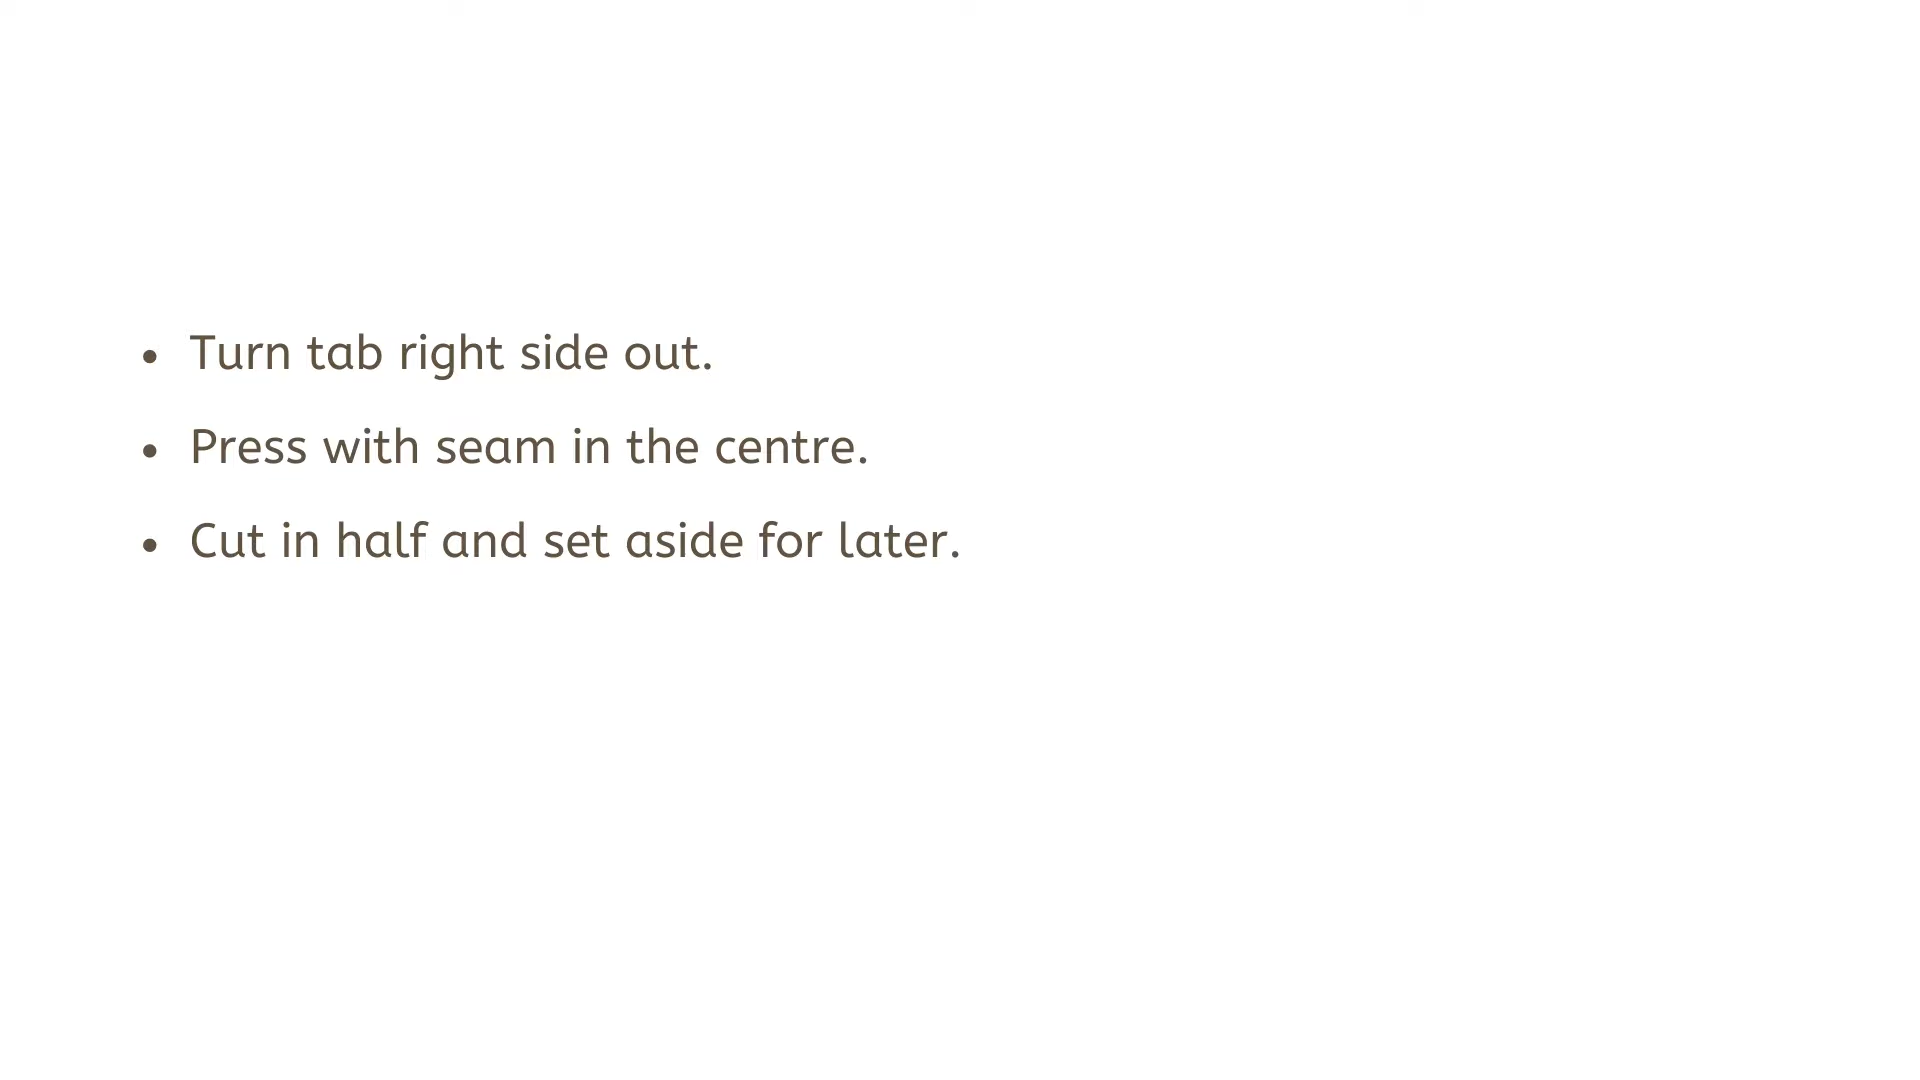 • Turn tab right side out.
• Press with seam in the centre.
• Cut in half and set aside for later.